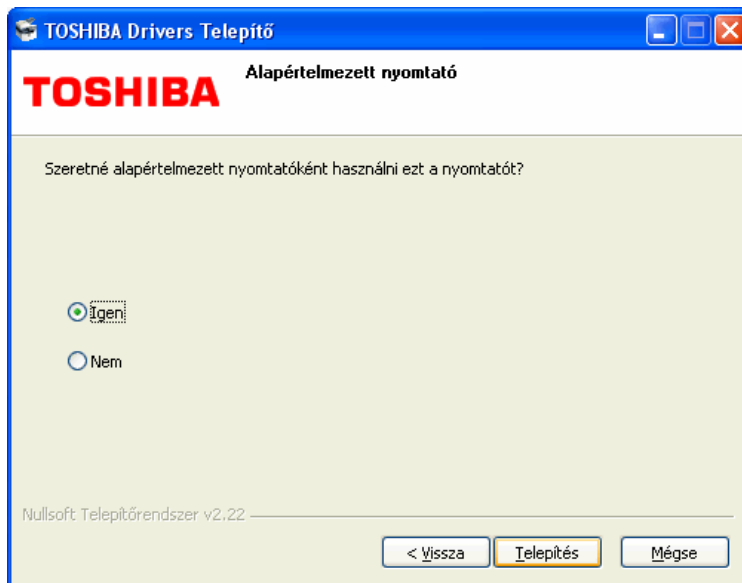 TOSHIBA Drivers Telepítő
TOSHIBA
Alapértelmezett nyomtató
Szeretné alapértelmezett nyomtatóként használni ezt a nyomtatót?
Igen
Nem
Nullsoft Telepítőrendszer v2.22
< Vissza
Telepítés
Mégse